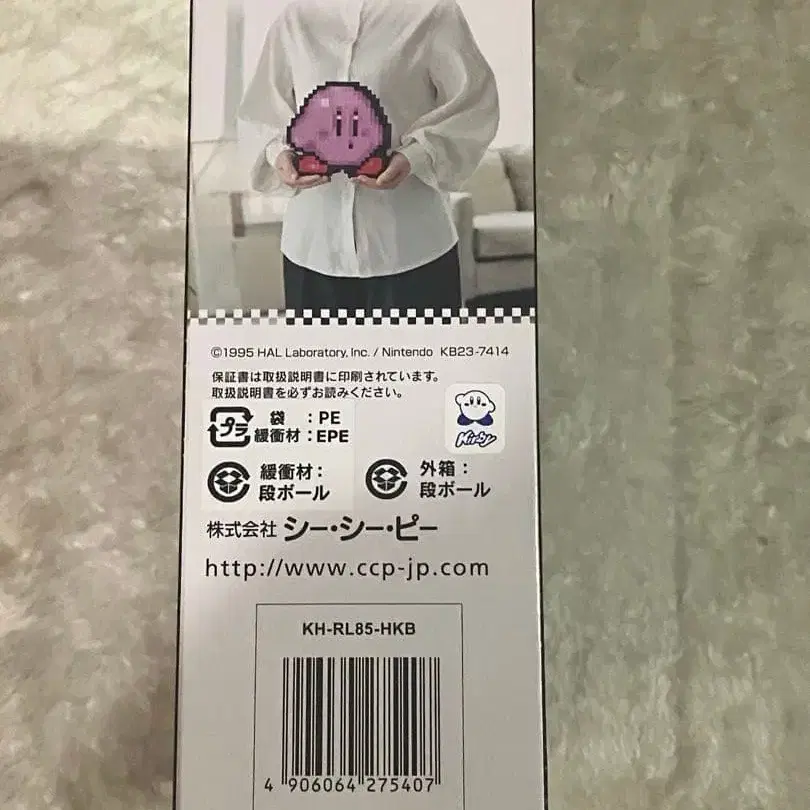 ©1995 HAL Laboratory, Inc. / Nintendo KB23-7414
保証書は取扱説明書に印刷されています。
取扱説明書を必ずお読みください。
プラ 袋 : PE
緩衝材 : EPE
Kirby
緩衝材 :
段ボール
外箱 :
段ボール
株式会社 シー・シー・ピー
http://www.ccp-jp.com
KH-RL85-HKB
4 906064 275407